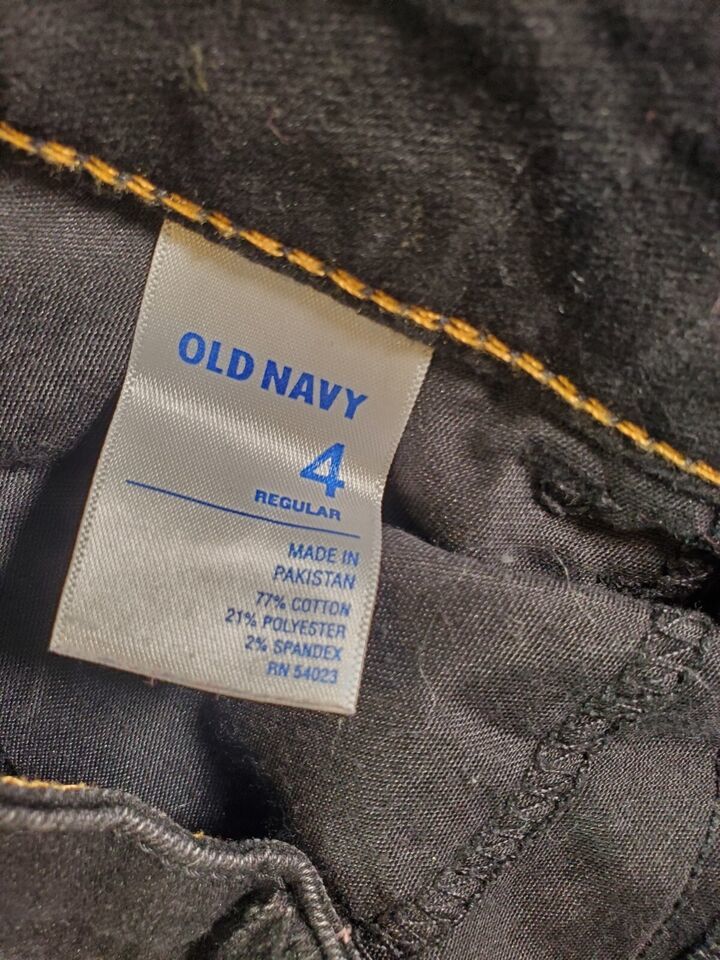 OLD NAVY
4
REGULAR
MADE IN
PAKISTAN
77% COTTON
21% POLYESTER
2% SPANDEX
RN 54023